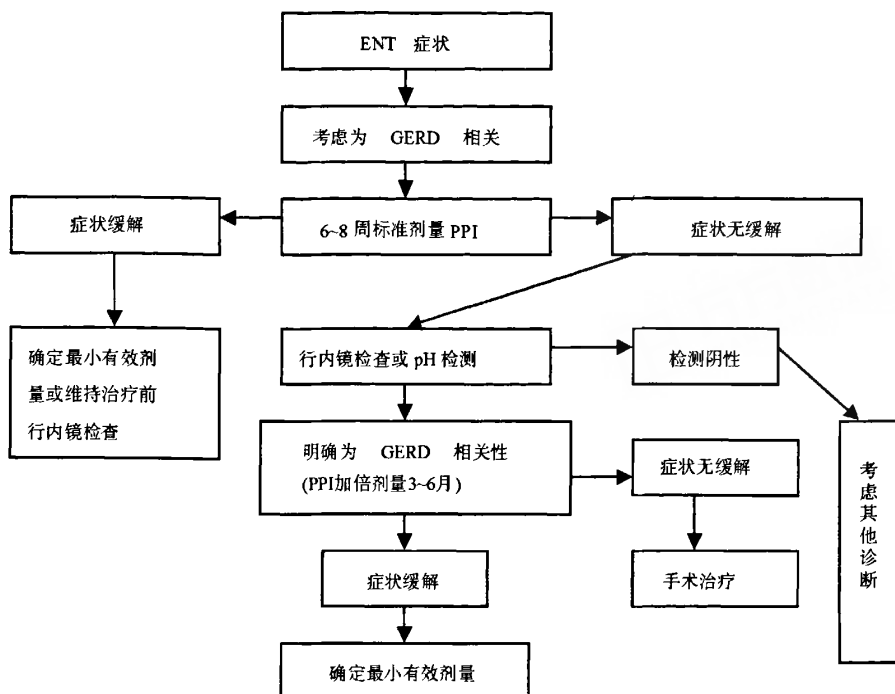 ENT 症状
考虑为 GERD 相关
症状缓解
6~8 周标准剂量 PPI
症状无缓解
确定最小有效剂
量或维持治疗前
行内镜检查
行内镜检查或 pH 检测
检测阴性
明确为 GERD 相关性
(PPI加倍剂量3~6月)
症状无缓解
考虑其他诊断
症状缓解
手术治疗
确定最小有效剂量